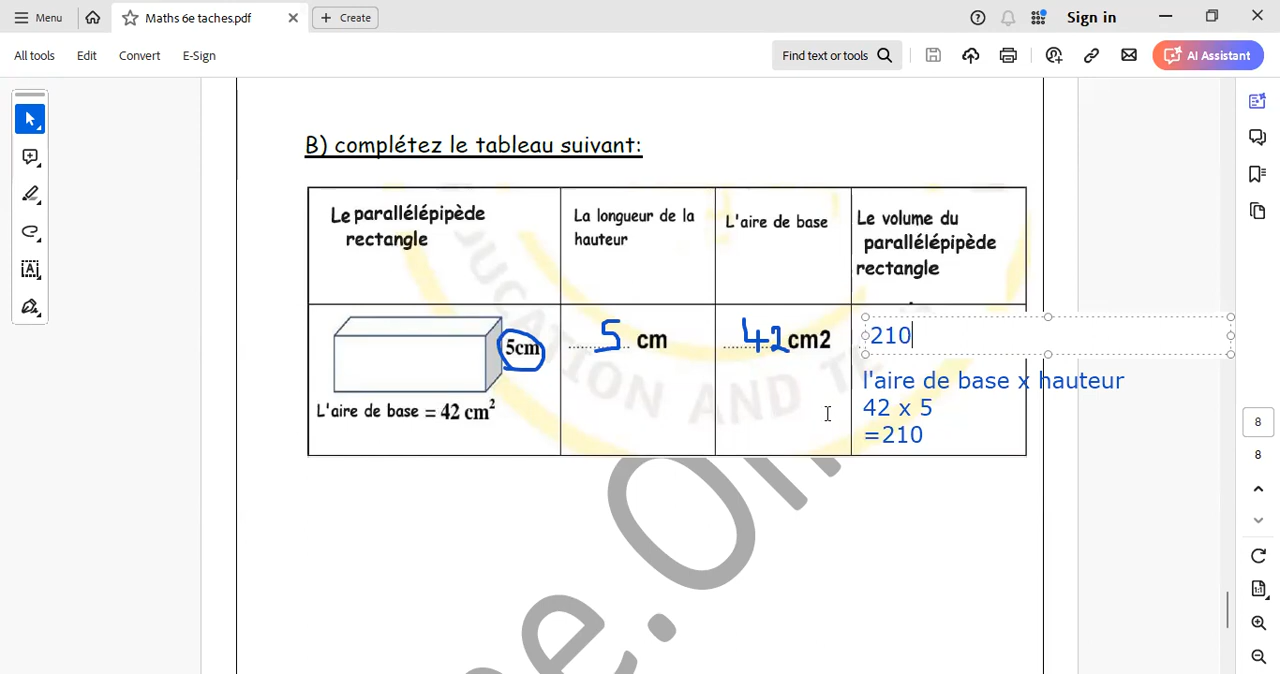 Menu
Maths 6e taches.pdf
Create
Sign in
All tools
Edit
Convert
E-Sign
Find text or tools
AI Assistant
B) complétez le tableau suivant:
Le parallélépipède
rectangle
La longueur de la
hauteur
L'aire de base
Le volume du
parallélépipède
rectangle
5cm
L'aire de base = 42 cm²
5 cm
42cm2
210
l'aire de base x hauteur
42 x 5
=210
8
8